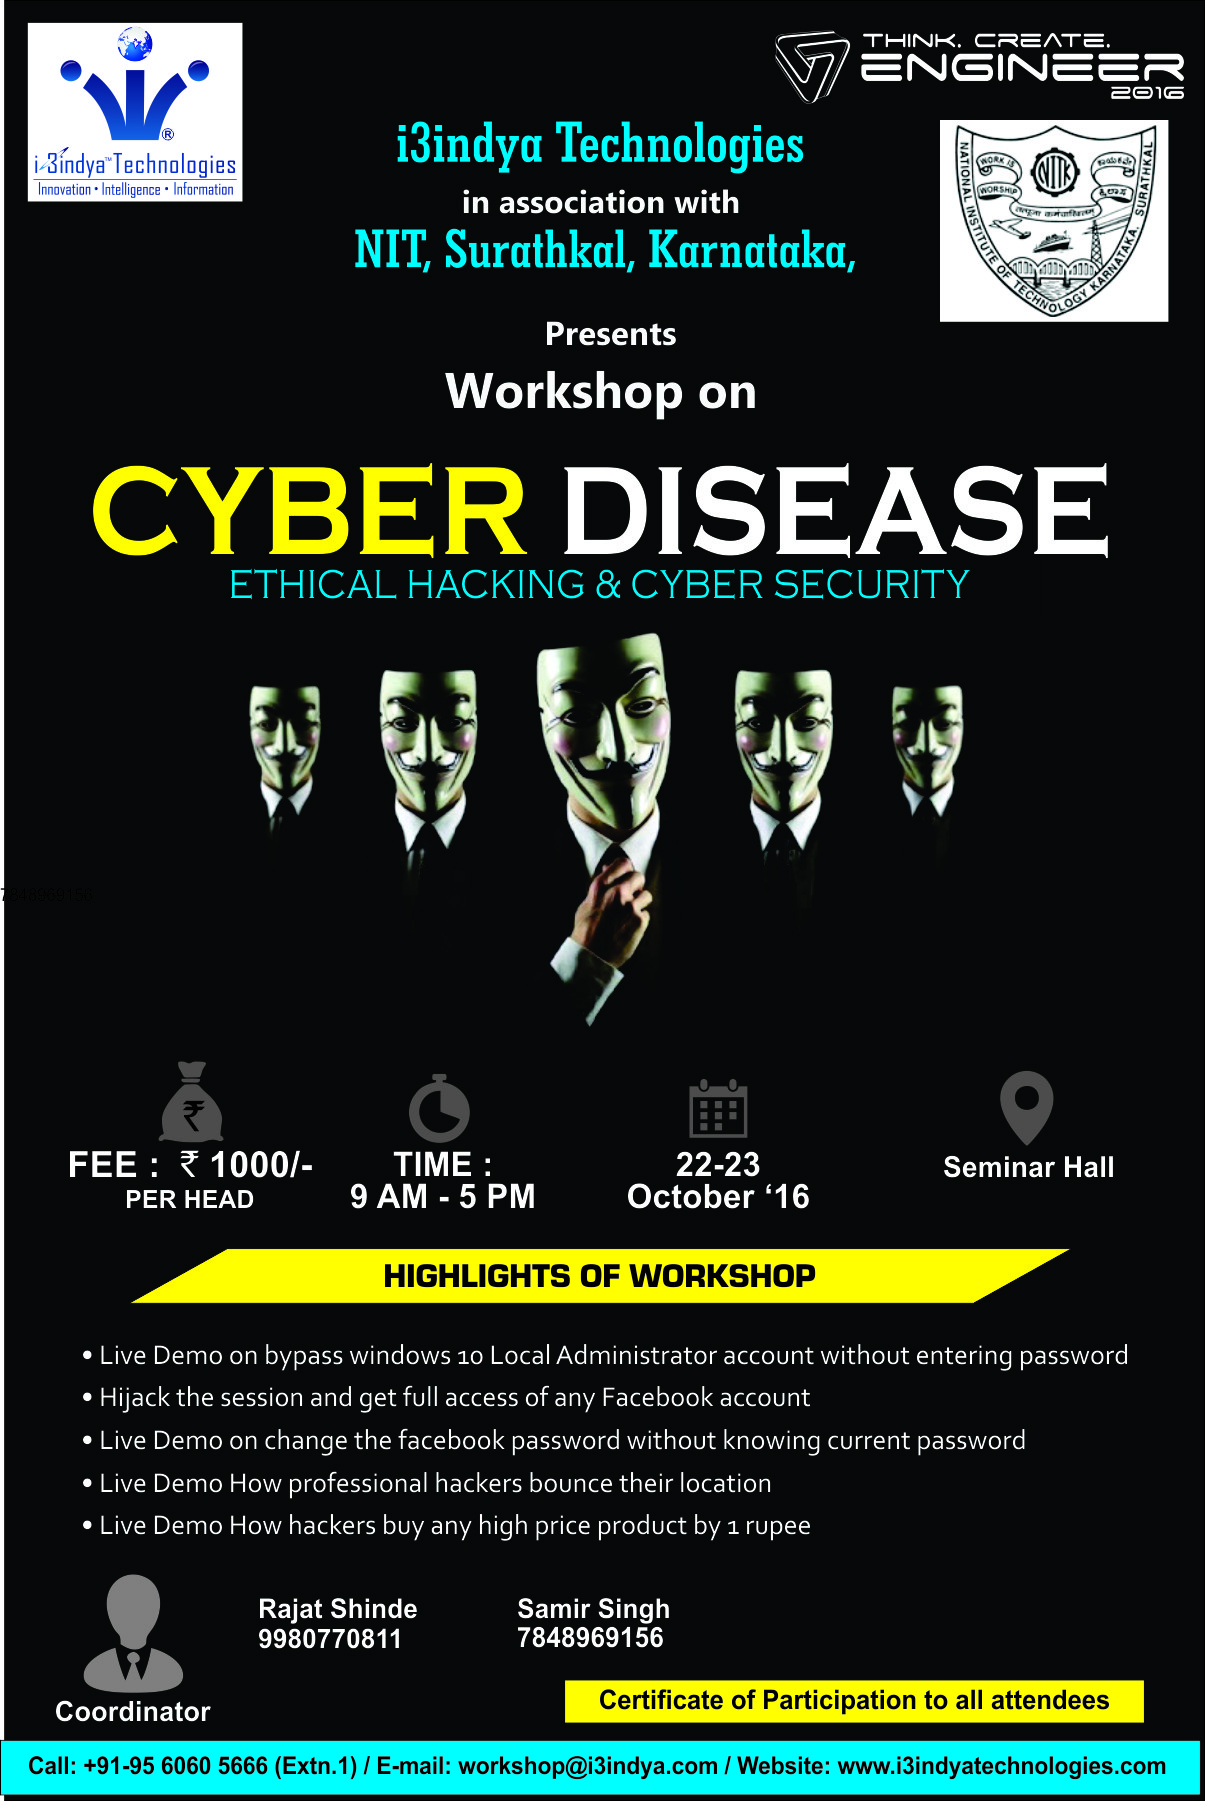 i3indya™Technologies
Innovation • Intelligence • Information
®
THINK. CREATE.
ENGINEER
2016
i3indya Technologies
in association with
NIT, Surathkal, Karnataka,
NATIONAL INSTITUTE OF TECHNOLOGY KARNATAKA, SURATHKAL
WORK IS
WORSHIP
NITK
Presents
Workshop on
CYBER DISEASE
ETHICAL HACKING & CYBER SECURITY
7848969156
₹
FEE : ₹ 1000/-
PER HEAD
TIME :
9 AM - 5 PM
22-23
October ‘16
Seminar Hall
HIGHLIGHTS OF WORKSHOP
• Live Demo on bypass windows 10 Local Administrator account without entering password
• Hijack the session and get full access of any Facebook account
• Live Demo on change the facebook password without knowing current password
• Live Demo How professional hackers bounce their location
• Live Demo How hackers buy any high price product by 1 rupee
Rajat Shinde
9980770811
Samir Singh
7848969156
Coordinator
Certificate of Participation to all attendees
Call: +91-95 6060 5666 (Extn.1) / E-mail: workshop@i3indya.com / Website: www.i3indyatechnologies.com